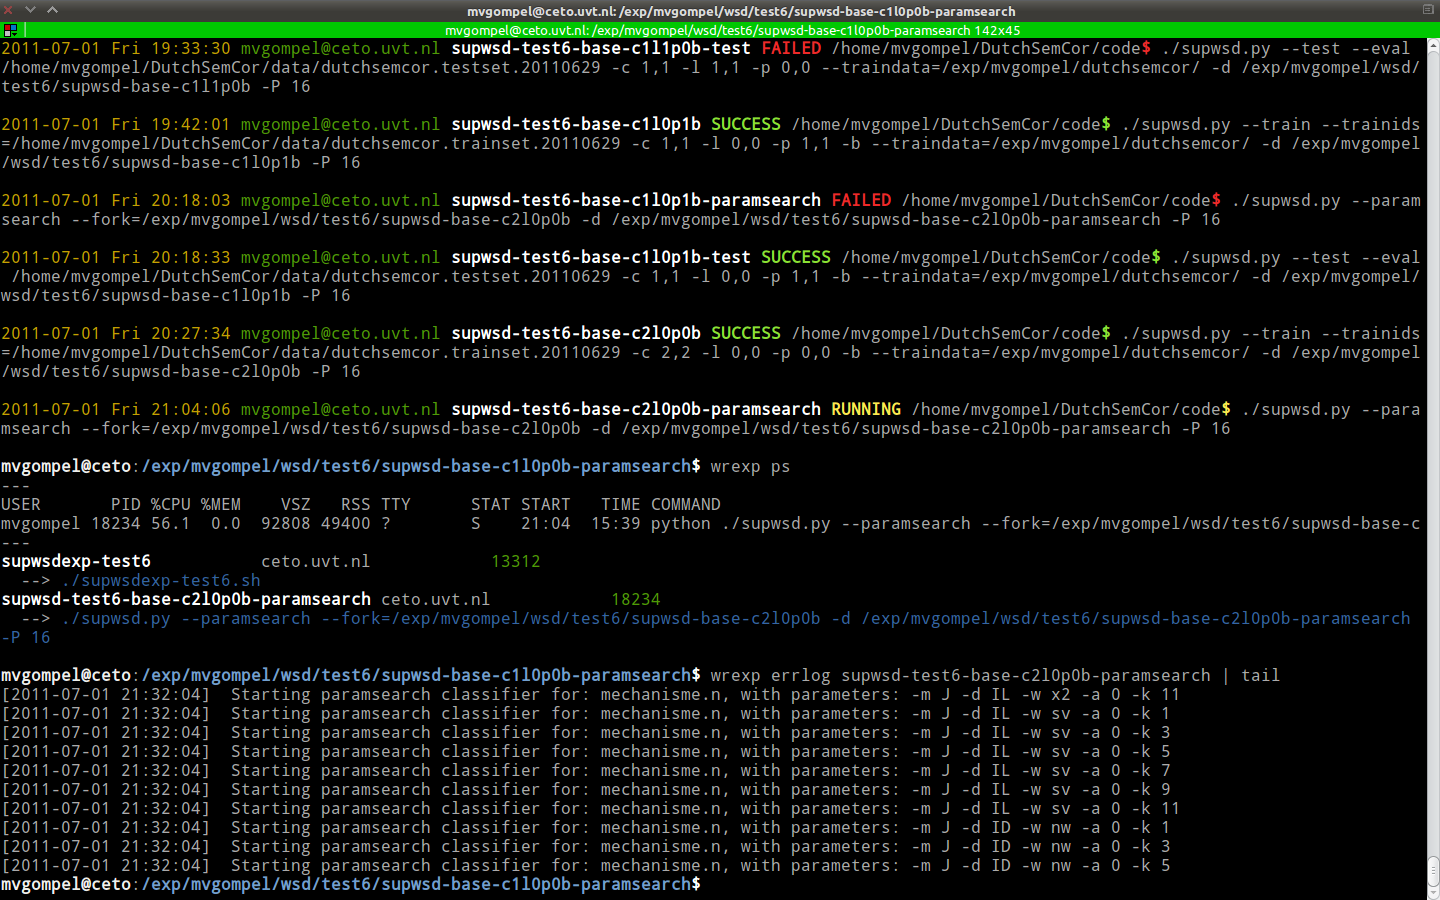 mvgompel@ceto.uvt.nl: /exp/mvgompel/wsd/test6/supwsd-base-c1l0p0b-paramsearch
mvgompel@ceto.uvt.nl: /exp/mvgompel/wsd/test6/supwsd-base-c1l0p0b-paramsearch 142x45
2011-07-01 Fri 19:33:30 mvgompel@ceto.uvt.nl supwsd-test6-base-c1l1p0b-test FAILED /home/mvgompel/DutchSemCor/code$ ./supwsd.py --test --eval
/home/mvgompel/DutchSemCor/data/dutchsemcor.testset.20110629 -c 1,1 -l 1,1 -p 0,0 --traindata=/exp/mvgompel/dutchsemcor/ -d /exp/mvgompel/wsd/
test6/supwsd-base-c1l1p0b -P 16
2011-07-01 Fri 19:42:01 mvgompel@ceto.uvt.nl supwsd-test6-base-c1l0p1b SUCCESS /home/mvgompel/DutchSemCor/code$ ./supwsd.py --train --trainids
=/home/mvgompel/DutchSemCor/data/dutchsemcor.trainset.20110629 -c 1,1 -l 0,0 -p 1,1 -b --traindata=/exp/mvgompel/dutchsemcor/ -d /exp/mvgompel
/wsd/test6/supwsd-base-c1l0p1b -P 16
2011-07-01 Fri 20:18:03 mvgompel@ceto.uvt.nl supwsd-test6-base-c1l0p1b-paramsearch FAILED /home/mvgompel/DutchSemCor/code$ ./supwsd.py --param
search --fork=/exp/mvgompel/wsd/test6/supwsd-base-c2l0p0b -d /exp/mvgompel/wsd/test6/supwsd-base-c2l0p0b-paramsearch -P 16
2011-07-01 Fri 20:18:33 mvgompel@ceto.uvt.nl supwsd-test6-base-c1l0p1b-test SUCCESS /home/mvgompel/DutchSemCor/code$ ./supwsd.py --test --eval
/home/mvgompel/DutchSemCor/data/dutchsemcor.testset.20110629 -c 1,1 -l 0,0 -p 1,1 -b --traindata=/exp/mvgompel/dutchsemcor/ -d /exp/mvgompel/
wsd/test6/supwsd-base-c1l0p1b -P 16
2011-07-01 Fri 20:27:34 mvgompel@ceto.uvt.nl supwsd-test6-base-c2l0p0b SUCCESS /home/mvgompel/DutchSemCor/code$ ./supwsd.py --train --trainids
=/home/mvgompel/DutchSemCor/data/dutchsemcor.trainset.20110629 -c 2,2 -l 0,0 -p 0,0 -b --traindata=/exp/mvgompel/dutchsemcor/ -d /exp/mvgompel
/wsd/test6/supwsd-base-c2l0p0b -P 16
2011-07-01 Fri 21:04:06 mvgompel@ceto.uvt.nl supwsd-test6-base-c2l0p0b-paramsearch RUNNING /home/mvgompel/DutchSemCor/code$ ./supwsd.py --para
msearch --fork=/exp/mvgompel/wsd/test6/supwsd-base-c2l0p0b -d /exp/mvgompel/wsd/test6/supwsd-base-c2l0p0b-paramsearch -P 16
mvgompel@ceto:/exp/mvgompel/wsd/test6/supwsd-base-c1l0p0b-paramsearch$ wrexp ps
---
USER       PID %CPU %MEM    VSZ   RSS TTY      STAT START   TIME COMMAND
mvgompel 18234 56.1  0.0  92808 49400 ?        S    21:04  15:39 python ./supwsd.py --paramsearch --fork=/exp/mvgompel/wsd/test6/supwsd-base-c
---
supwsdexp-test6           ceto.uvt.nl            13312
--> ./supwsdexp-test6.sh
supwsd-test6-base-c2l0p0b-paramsearch ceto.uvt.nl            18234
--> ./supwsd.py --paramsearch --fork=/exp/mvgompel/wsd/test6/supwsd-base-c2l0p0b -d /exp/mvgompel/wsd/test6/supwsd-base-c2l0p0b-paramsearch
-P 16
mvgompel@ceto:/exp/mvgompel/wsd/test6/supwsd-base-c1l0p0b-paramsearch$ wrexp errlog supwsd-test6-base-c2l0p0b-paramsearch | tail
[2011-07-01 21:32:04]  Starting paramsearch classifier for: mechanisme.n, with parameters: -m J -d IL -w x2 -a 0 -k 11
[2011-07-01 21:32:04]  Starting paramsearch classifier for: mechanisme.n, with parameters: -m J -d IL -w sv -a 0 -k 1
[2011-07-01 21:32:04]  Starting paramsearch classifier for: mechanisme.n, with parameters: -m J -d IL -w sv -a 0 -k 3
[2011-07-01 21:32:04]  Starting paramsearch classifier for: mechanisme.n, with parameters: -m J -d IL -w sv -a 0 -k 5
[2011-07-01 21:32:04]  Starting paramsearch classifier for: mechanisme.n, with parameters: -m J -d IL -w sv -a 0 -k 7
[2011-07-01 21:32:04]  Starting paramsearch classifier for: mechanisme.n, with parameters: -m J -d IL -w sv -a 0 -k 9
[2011-07-01 21:32:04]  Starting paramsearch classifier for: mechanisme.n, with parameters: -m J -d IL -w sv -a 0 -k 11
[2011-07-01 21:32:04]  Starting paramsearch classifier for: mechanisme.n, with parameters: -m J -d ID -w nw -a 0 -k 1
[2011-07-01 21:32:04]  Starting paramsearch classifier for: mechanisme.n, with parameters: -m J -d ID -w nw -a 0 -k 3
[2011-07-01 21:32:04]  Starting paramsearch classifier for: mechanisme.n, with parameters: -m J -d ID -w nw -a 0 -k 5
mvgompel@ceto:/exp/mvgompel/wsd/test6/supwsd-base-c1l0p0b-paramsearch$